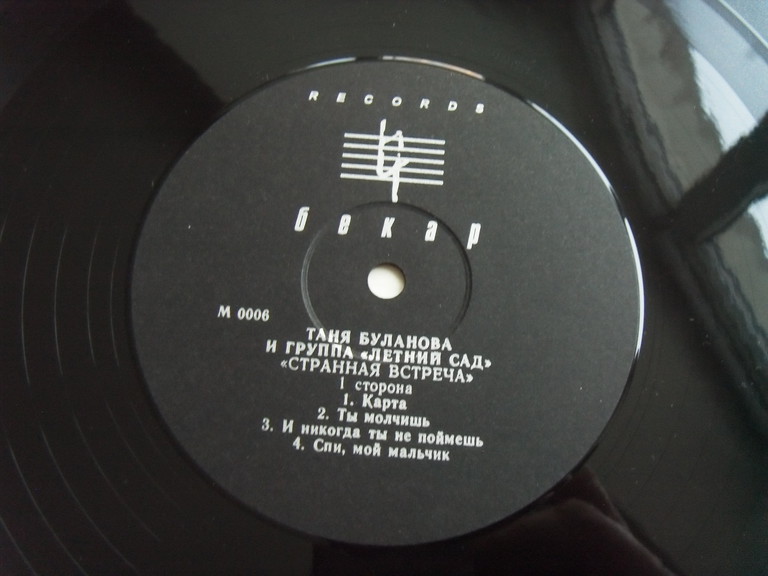 RECORDS
бекар
М 0006
ТАНЯ БУЛАНОВА
И ГРУППА «ЛЕТНИЙ САД»
«СТРАННАЯ ВСТРЕЧА»
1 сторона
1. Карта
2. Ты молчишь
3. И никогда ты не поймешь
4. Спи, мой мальчик